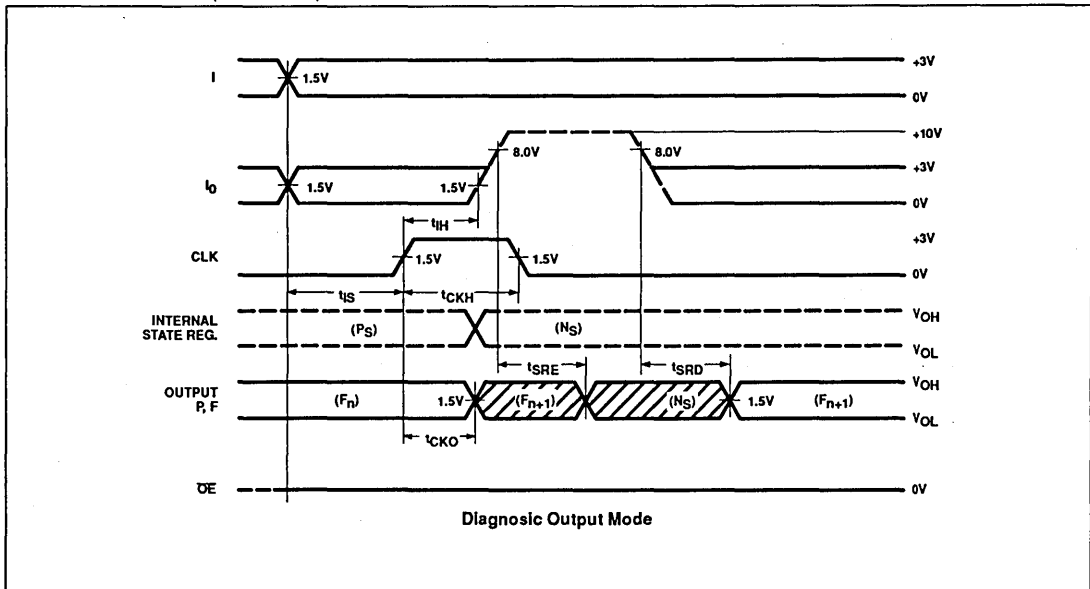 I
1.5V
+3V
0V
+10V
8.0V
8.0V
+3V
I0
1.5V
1.5V
0V
tIH
+3V
CLK
1.5V
1.5V
0V
tIS
tCKH
INTERNAL
STATE REG.
(PS)
(NS)
VOH
VOL
tSRE
tSRD
OUTPUT
P, F
(Fn)
1.5V
(Fn+1)
(NS)
1.5V
(Fn+1)
VOH
VOL
tCKO
O̅E̅
0V
Diagnosic Output Mode